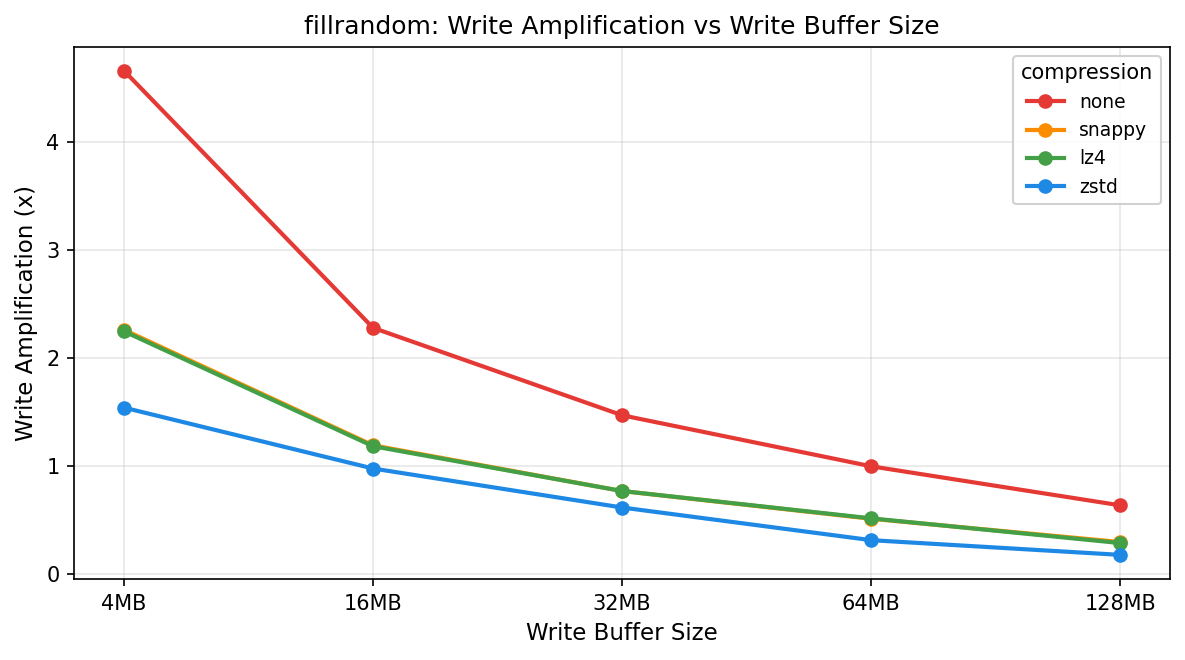 fillrandom: Write Amplification vs Write Buffer Size
compression
none
snappy
lz4
zstd
Write Amplification (x)
4
3
2
1
0
4MB 16MB 32MB 64MB 128MB
Write Buffer Size